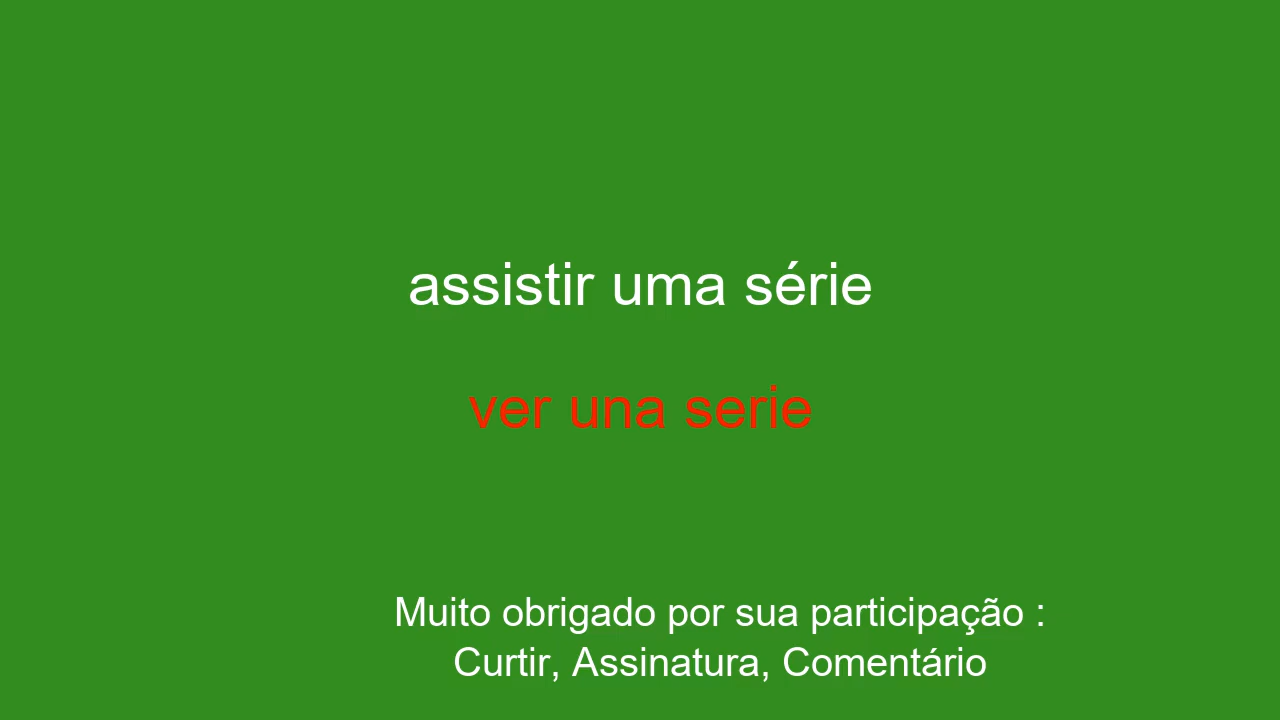 assistir uma série
ver una serie
Muito obrigado por sua participação :
Curtir, Assinatura, Comentário